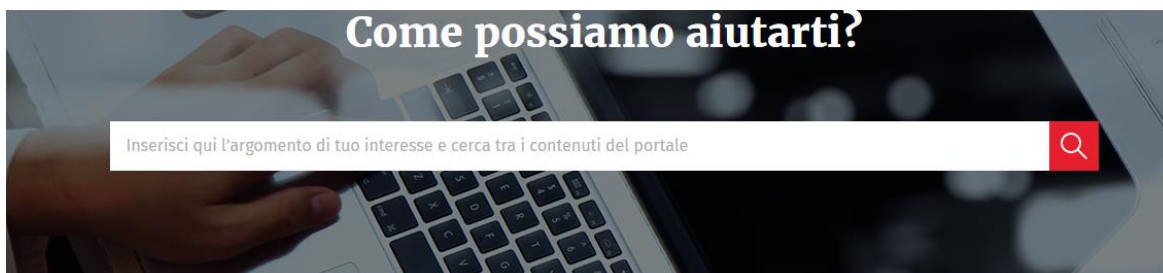 Come possiamo aiutarti?
Inserisci qui l'argomento di tuo interesse e cerca tra i contenuti del portale